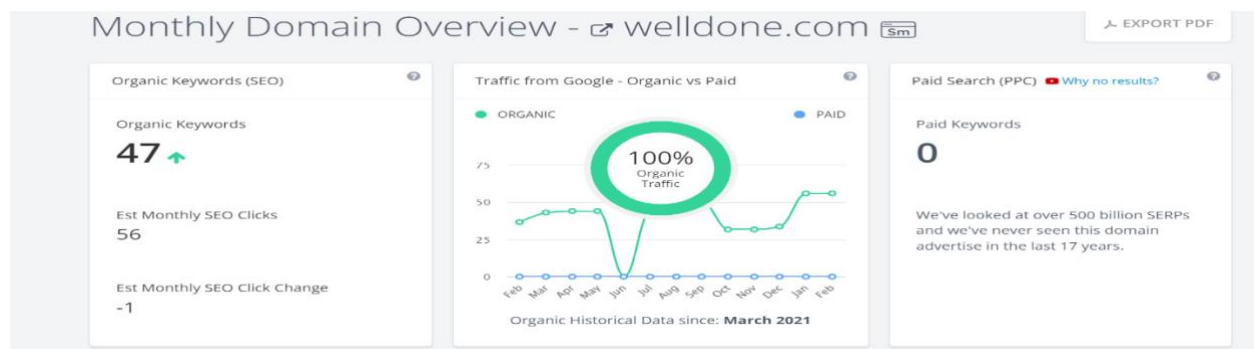 Monthly Domain Overview - welldone.com Sm
EXPORT PDF
Organic Keywords (SEO)
Organic Keywords
47
Est Monthly SEO Clicks
56
Est Monthly SEO Click Change
-1
Traffic from Google - Organic vs Paid
ORGANIC
PAID
100%
Organic
Traffic
75
50
25
0
Feb Mar Apr May Jun Jul Aug Sep Oct Nov Dec Jan Feb
Organic Historical Data since: March 2021
Paid Search (PPC) Why no results?
Paid Keywords
0
We've looked at over 500 billion SERPs
and we've never seen this domain
advertise in the last 17 years.